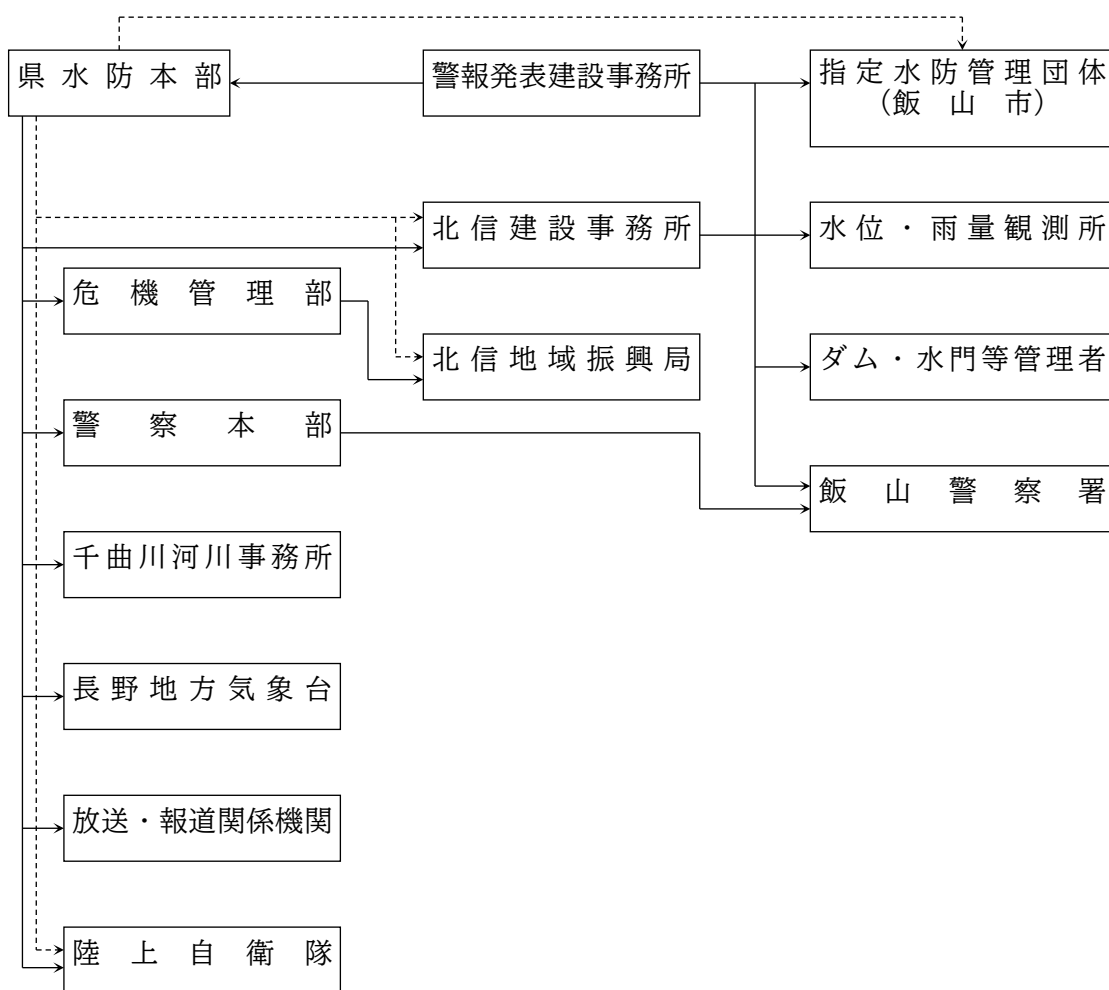 県水防本部
警報発表建設事務所
指定水防管理団体
(飯山市)
北信建設事務所
水位・雨量観測所
危機管理部
北信地域振興局
ダム・水門等管理者
警察本部
飯山警察署
千曲川河川事務所
長野地方気象台
放送・報道関係機関
陸上自衛隊